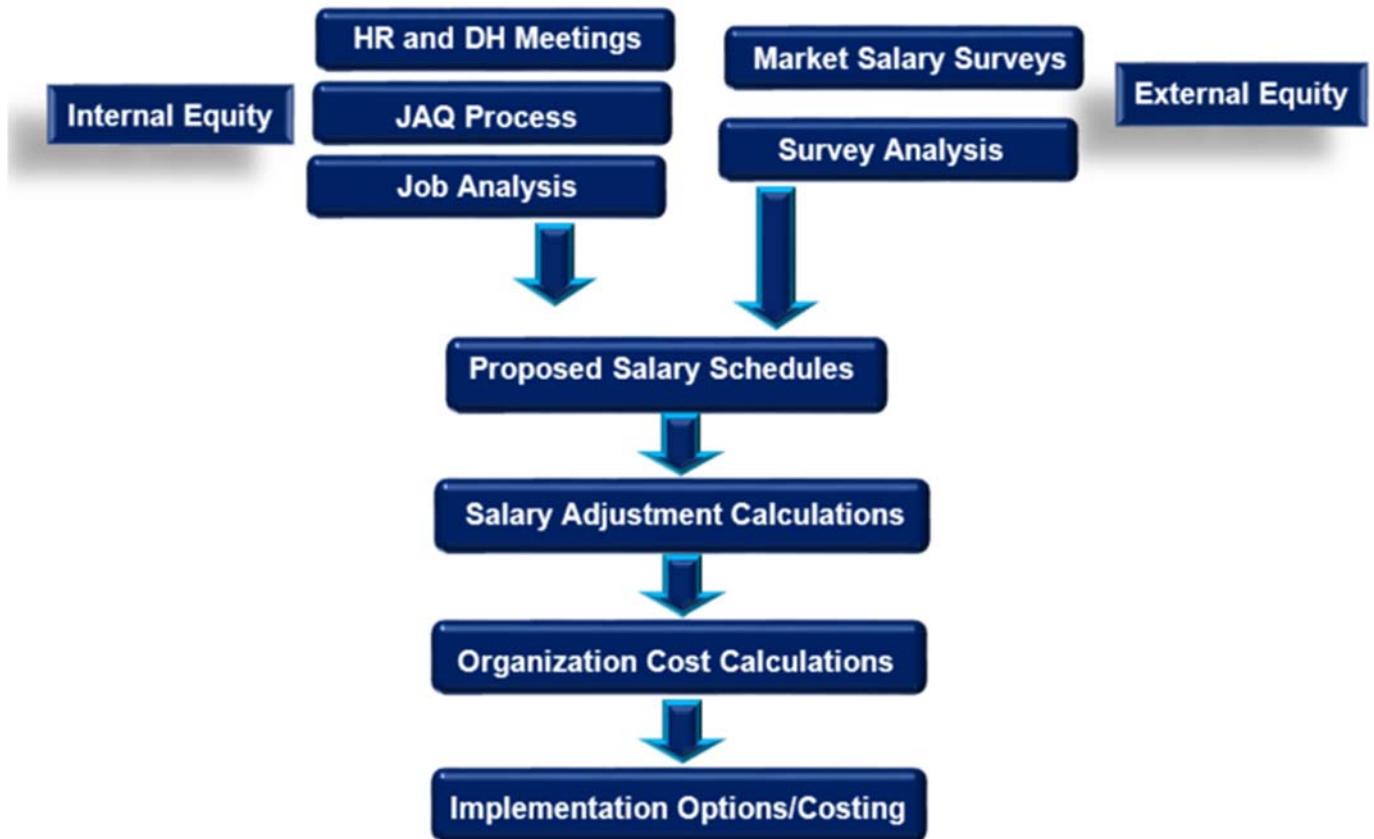 HR and DH Meetings
Market Salary Surveys
Internal Equity
JAQ Process
External Equity
Survey Analysis
Job Analysis
Proposed Salary Schedules
Salary Adjustment Calculations
Organization Cost Calculations
Implementation Options/Costing